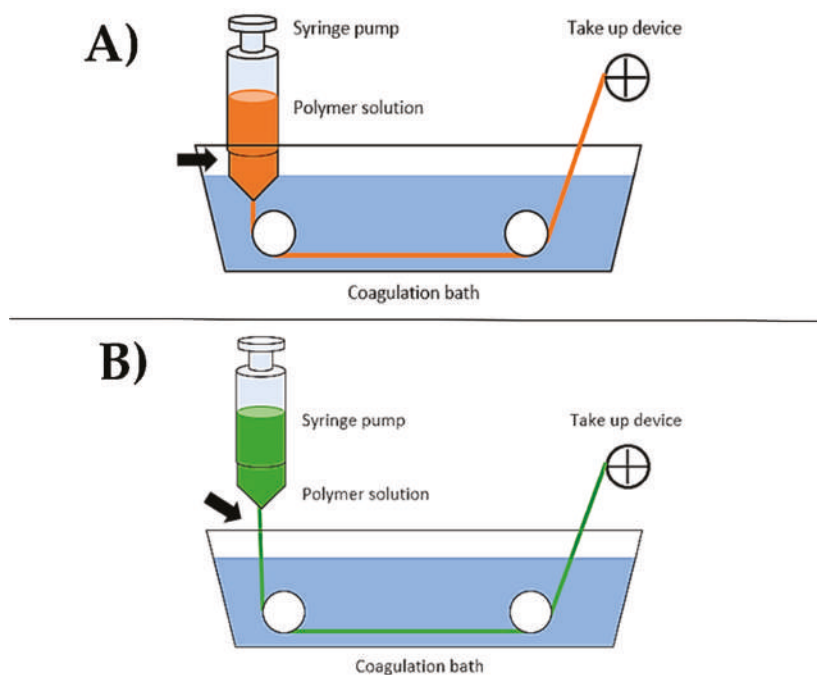 A)
Syringe pump
Take up device
Polymer solution
Coagulation bath
B)
Syringe pump
Take up device
Polymer solution
Coagulation bath